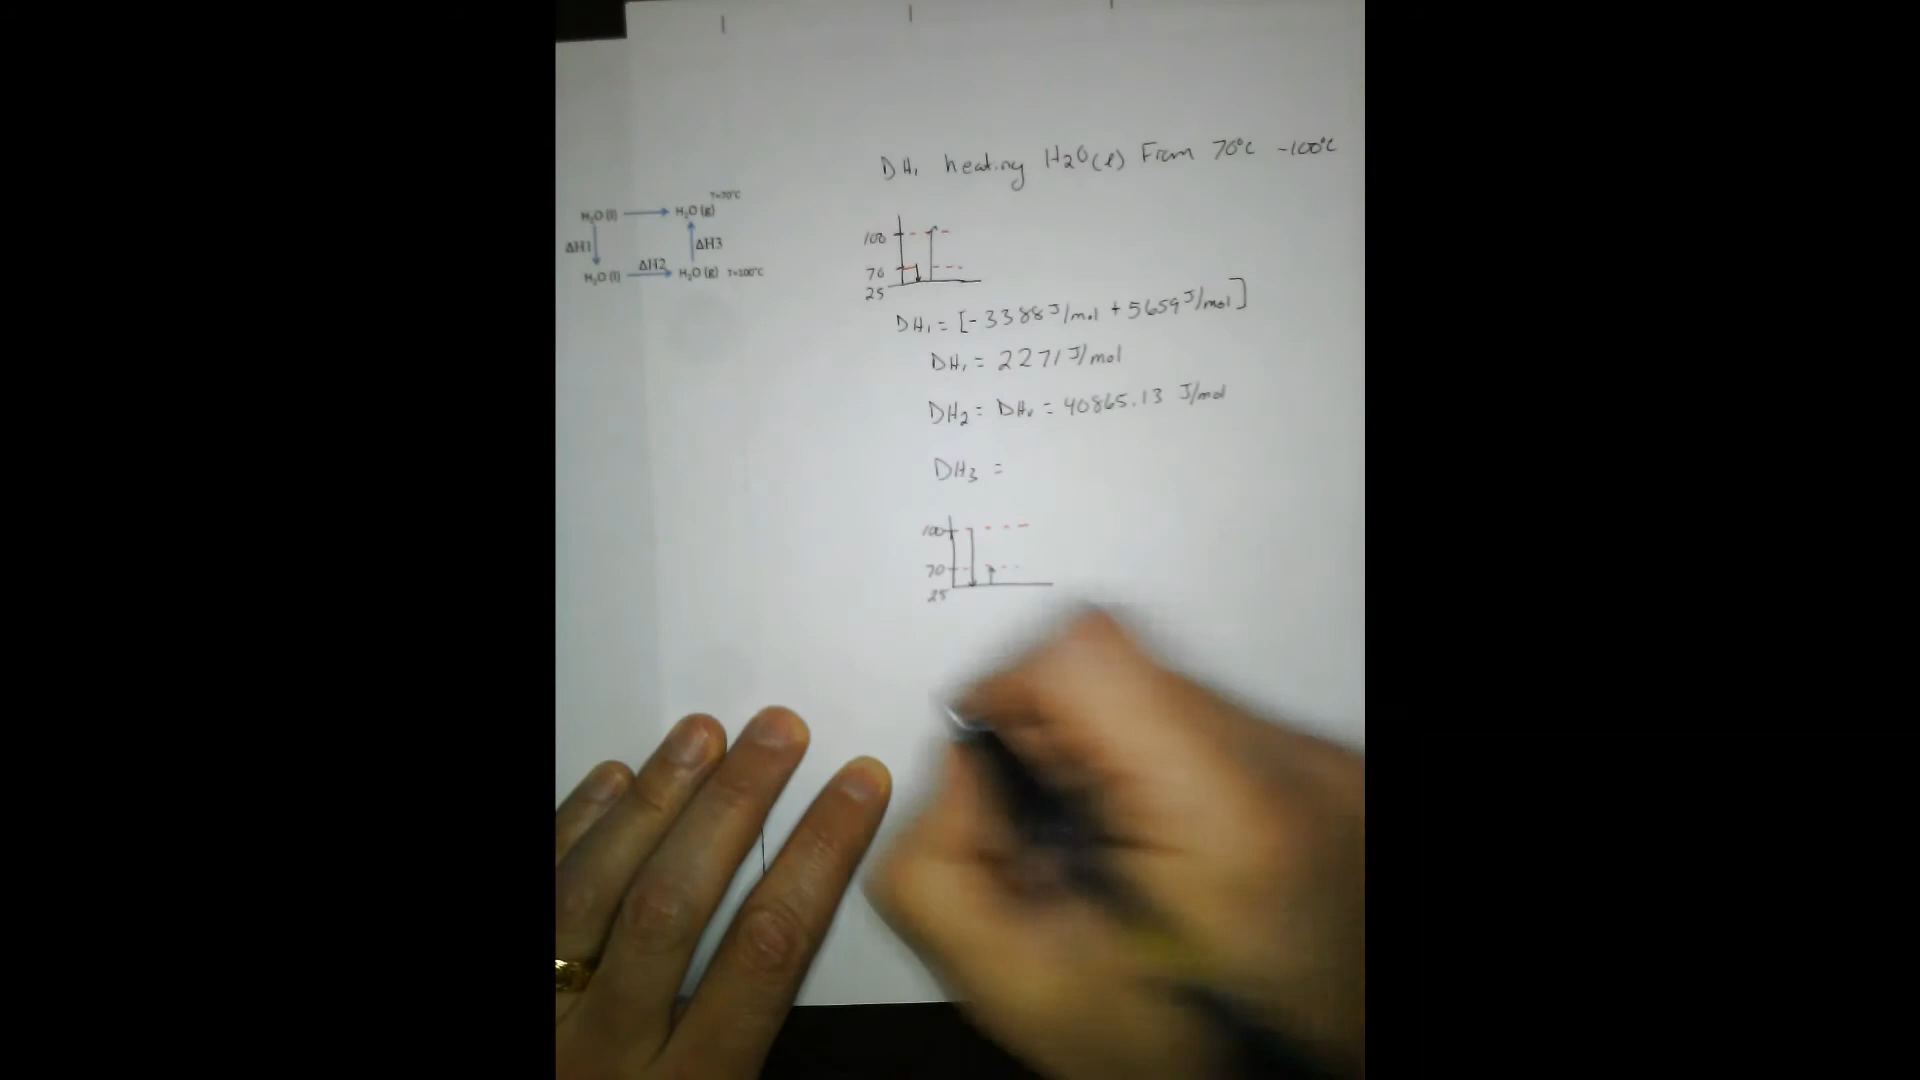 DH₁ heating H2O(l) From 70°C -100°C
T=70°C
H₂O (l) H₂O (g)
ΔH1 ΔH3
ΔH2
H₂O (l) H₂O (g) T=100°C
100
70
25
DH₁ = [-3388 J/mol + 5659 J/mol]
DH₁ = 2271 J/mol
DH₂ = DHv = 40865.13 J/mol
DH₃ =
100
70
25